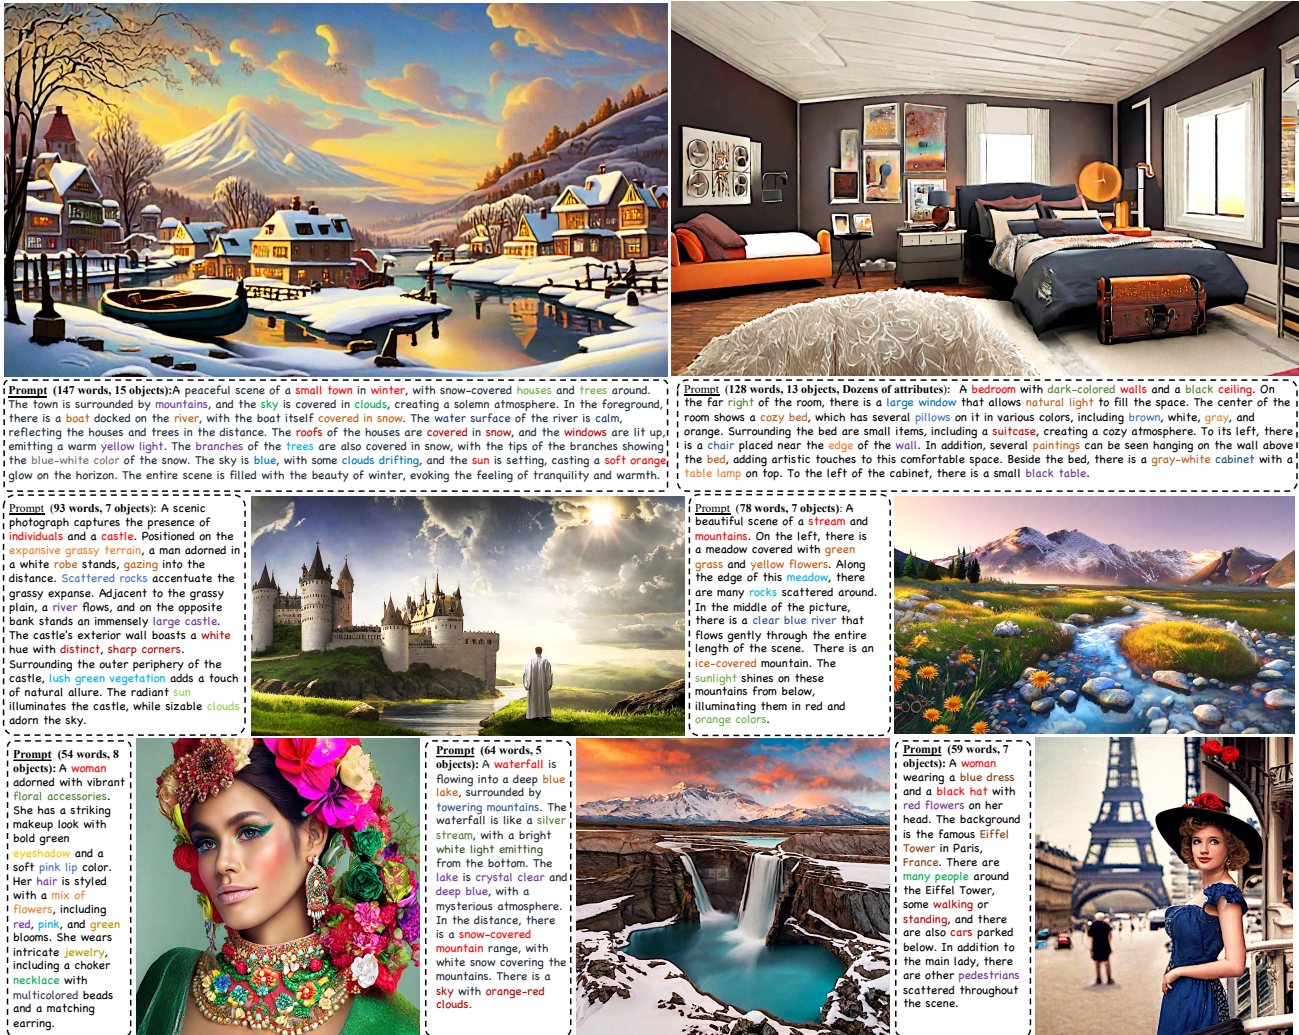 Prompt (147 words, 15 objects):A peaceful scene of a small town in winter, with snow-covered houses and trees around.
The town is surrounded by mountains, and the sky is covered in clouds, creating a solemn atmosphere. In the foreground,
there is a boat docked on the river, with the boat itself covered in snow. The water surface of the river is calm,
reflecting the houses and trees in the distance. The roofs of the houses are covered in snow, and the windows are lit up,
emitting a warm yellow light. The branches of the trees are also covered in snow, with the tips of the branches showing
the blue-white color of the snow. The sky is blue, with some clouds drifting, and the sun is setting, casting a soft orange
glow on the horizon. The entire scene is filled with the beauty of winter, evoking the feeling of tranquility and warmth.
Prompt (128 words, 13 objects, Dozens of attributes): A bedroom with dark-colored walls and a black ceiling. On
the far right of the room, there is a large window that allows natural light to fill the space. The center of the
room shows a cozy bed, which has several pillows on it in various colors, including brown, white, gray, and
orange. Surrounding the bed are small items, including a suitcase, creating a cozy atmosphere. To its left, there
is a chair placed near the edge of the wall. In addition, several paintings can be seen hanging on the wall above
the bed, adding artistic touches to this comfortable space. Beside the bed, there is a gray-white cabinet with a
table lamp on top. To the left of the cabinet, there is a small black table.
Prompt (93 words, 7 objects): A scenic
photograph captures the presence of
individuals and a castle. Positioned on the
expansive grassy terrain, a man adorned in
a white robe stands, gazing into the
distance. Scattered rocks accentuate the
grassy expanse. Adjacent to the grassy
plain, a river flows, and on the opposite
bank stands an immensely large castle.
The castle's exterior wall boasts a white
hue with distinct, sharp corners.
Surrounding the outer periphery of the
castle, lush green vegetation adds a touch
of natural allure. The radiant sun
illuminates the castle, while sizable clouds
adorn the sky.
Prompt (78 words, 7 objects): A
beautiful scene of a stream and
mountains. On the left, there is
a meadow covered with green
grass and yellow flowers. Along
the edge of this meadow, there
are many rocks scattered around.
In the middle of the picture,
there is a clear blue river that
flows gently through the entire
length of the scene. There is an
ice-covered mountain. The
sunlight shines on these
mountains from below,
illuminating them in red and
orange colors.
Prompt (54 words, 8
objects): A woman
adorned with vibrant
floral accessories.
She has a striking
makeup look with
bold green
eyeshadow and a
soft pink lip color.
Her hair is styled
with a mix of
flowers, including
red, pink, and green
blooms. She wears
intricate jewelry,
including a choker
necklace with
multicolored beads
and a matching
earring.
Prompt (64 words, 5
objects): A waterfall is
flowing into a deep blue
lake, surrounded by
towering mountains. The
waterfall is like a silver
stream, with a bright
white light emitting
from the bottom. The
lake is crystal clear and
deep blue, with a
mysterious atmosphere.
In the distance, there
is a snow-covered
mountain range, with
white snow covering the
mountains. There is a
sky with orange-red
clouds.
Prompt (59 words, 7
objects): A woman
wearing a blue dress
and a black hat with
red flowers on her
head. The background
is the famous Eiffel
Tower in Paris,
France. There are
many people around
the Eiffel Tower,
some walking or
standing, and there
are also cars parked
below. In addition to
the main lady, there
are other pedestrians
scattered throughout
the scene.